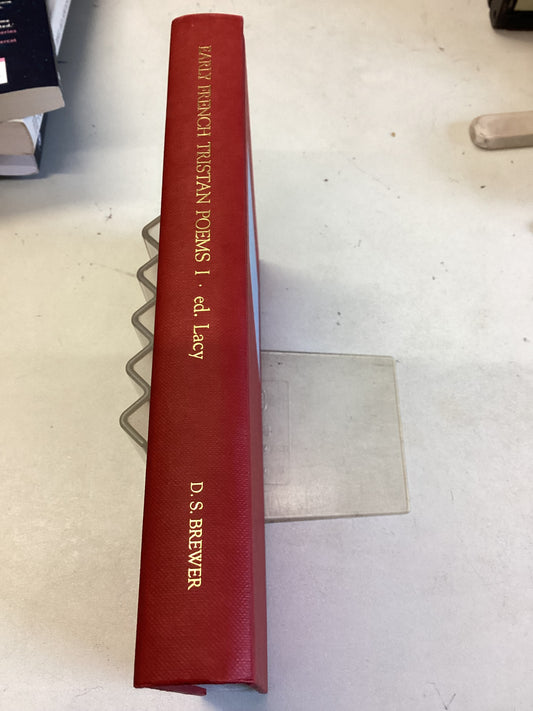 EARLY FRENCH TRISTAN POEMS I · ed. Lacy
D. S. BREWER